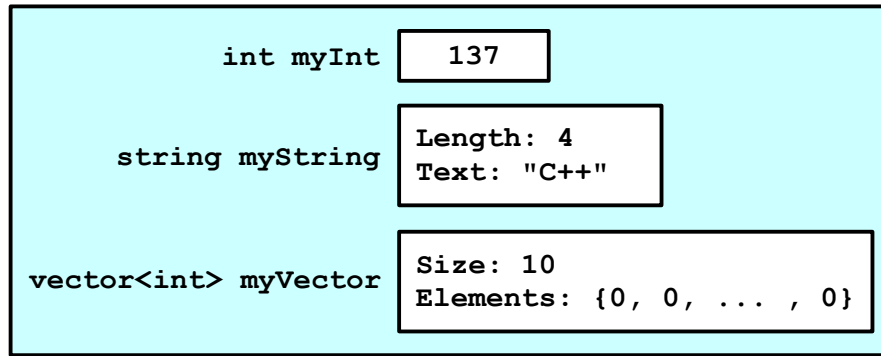 int myInt 137
string myString
Length: 4
Text: "C++"
vector<int> myVector
Size: 10
Elements: {0, 0, ... , 0}